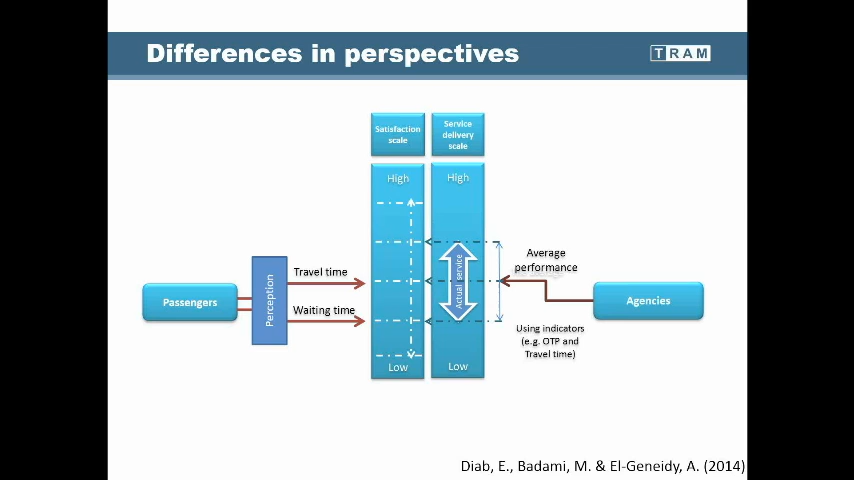 Differences in perspectives
TRAM
Satisfaction
scale
Service
delivery
scale
High
High
Passengers
Perception
Travel time
Waiting time
Actual service
Average
performance
Agencies
Using indicators
(e.g. OTP and
Travel time)
Low
Low
Diab, E., Badami, M. & El-Geneidy, A. (2014)